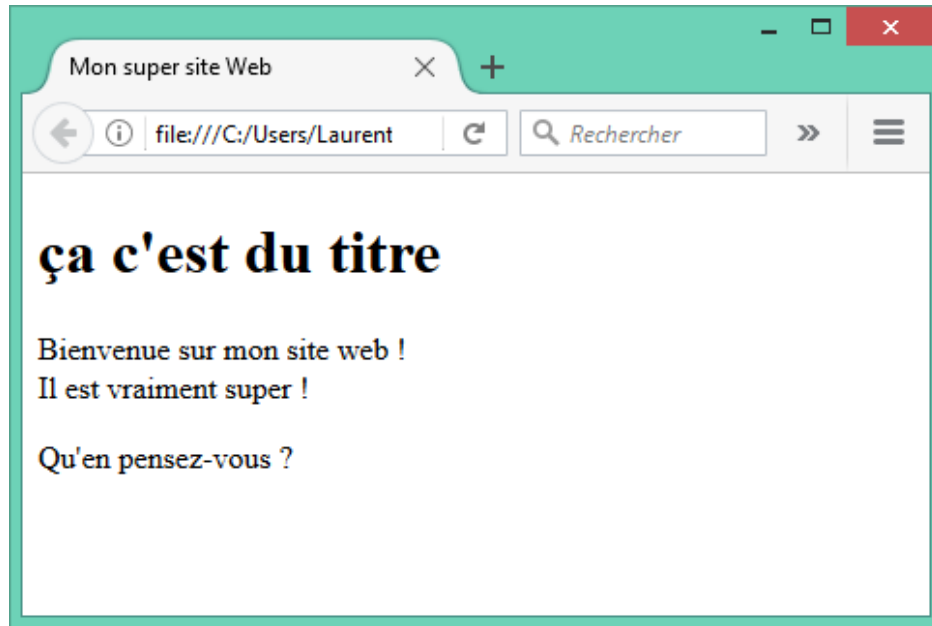 Mon super site Web
file:///C:/Users/Laurent
Rechercher
ça c'est du titre
Bienvenue sur mon site web !
Il est vraiment super !
Qu'en pensez-vous ?